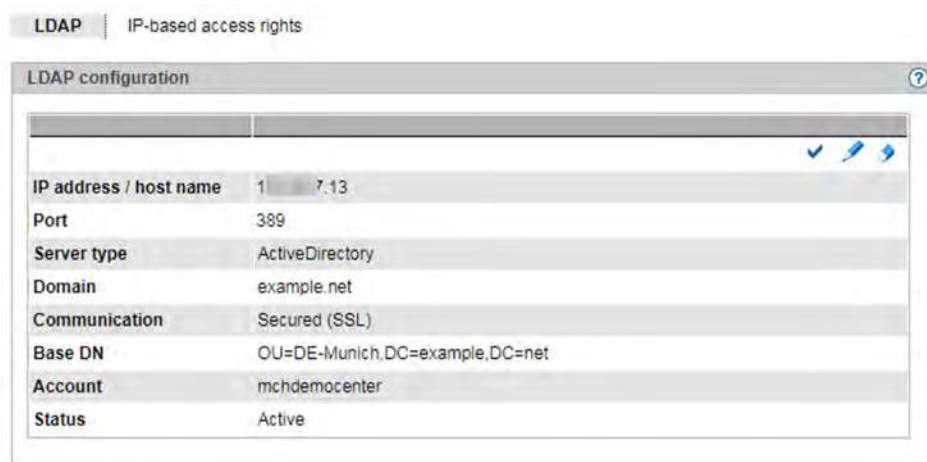 LDAP IP-based access rights
LDAP configuration ?
IP address / host name 1 7.13
Port 389
Server type ActiveDirectory
Domain example.net
Communication Secured (SSL)
Base DN OU=DE-Munich,DC=example,DC=net
Account mchdemocenter
Status Active